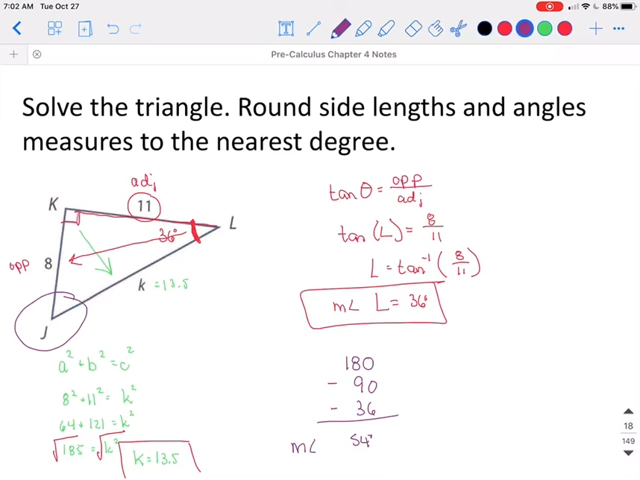 7:02 AM Tue Oct 27
88%
Pre-Calculus Chapter 4 Notes
Solve the triangle. Round side lengths and angles
measures to the nearest degree.
adj
K
11
L
36°
opp
8
k = 13.5
J
tan θ = opp/adj
tan (L) = 8/11
L = tan⁻¹ (8/11)
m∠ L = 36°
a² + b² = c²
8² + 11² = k²
64 + 121 = k²
√185 = √k²
k = 13.5
180
- 90
- 36
m∠ 54°
18
149